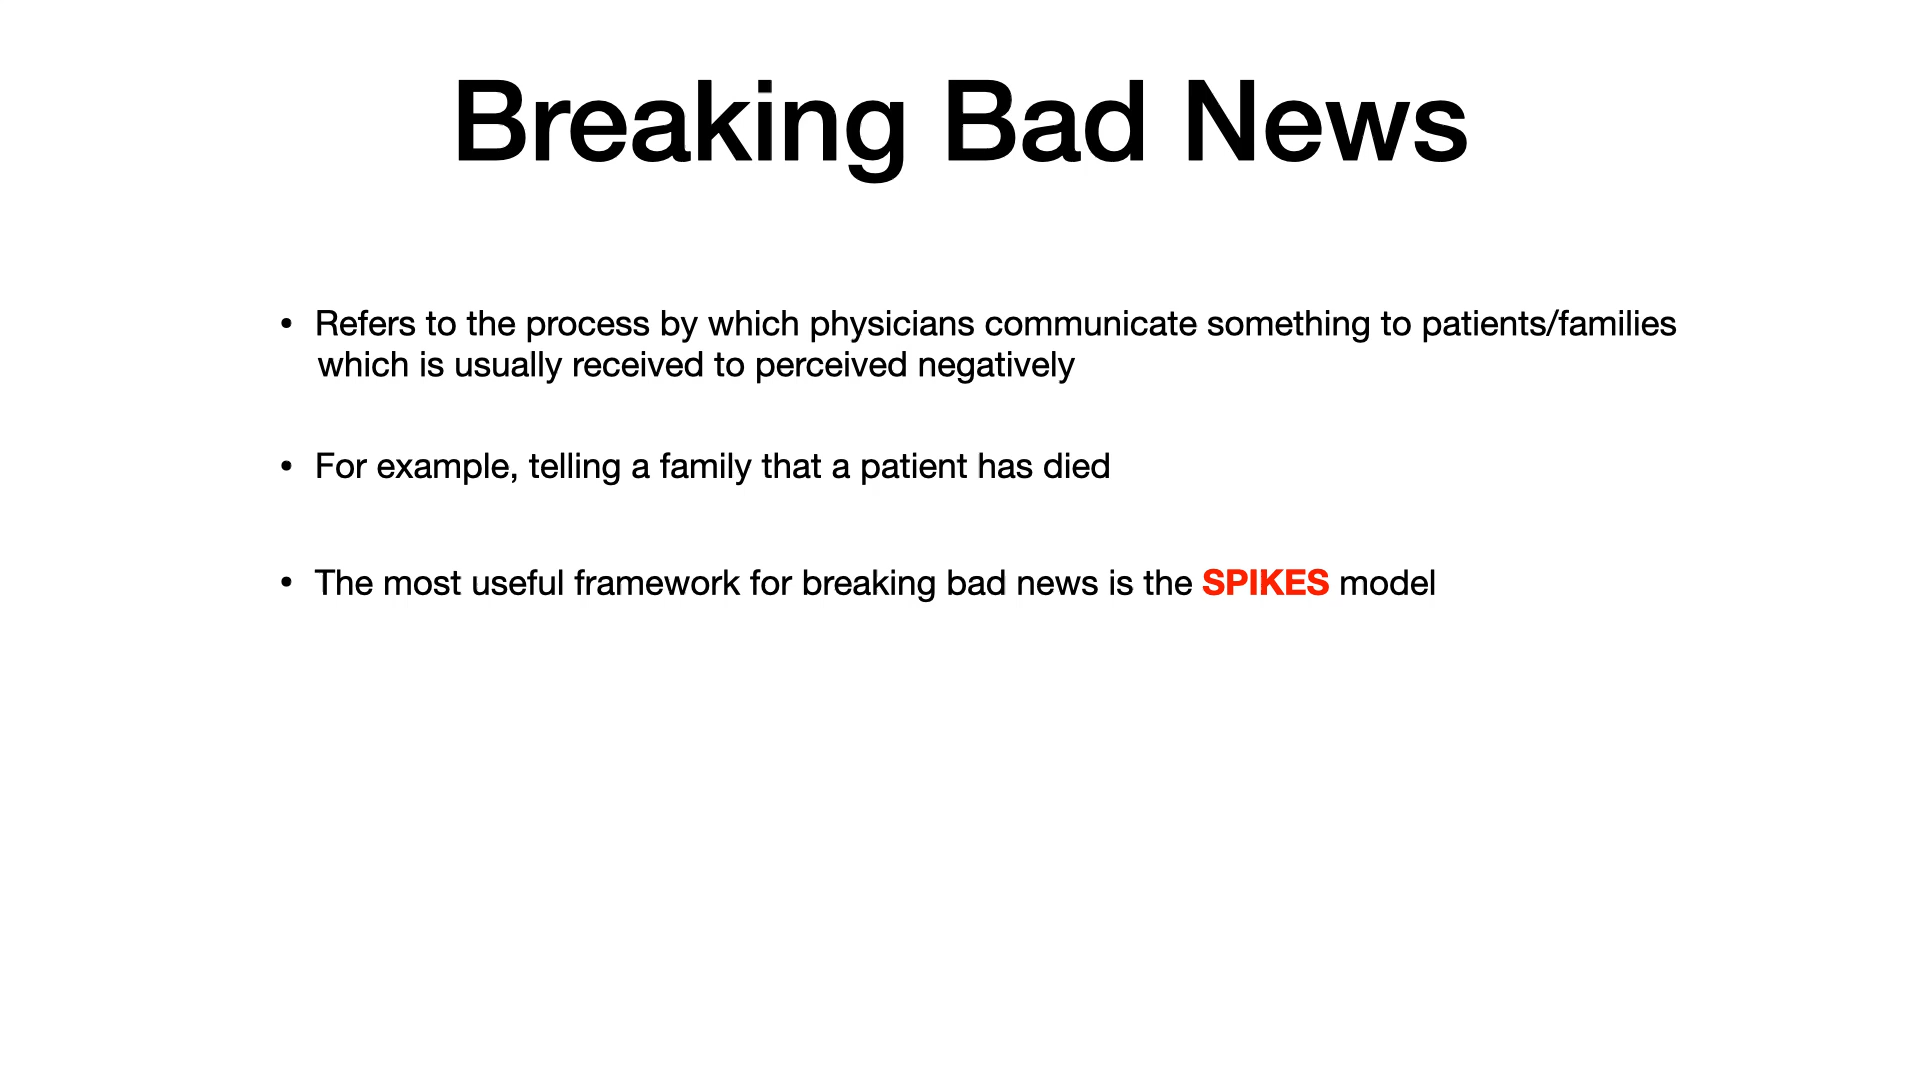 Breaking Bad News
• Refers to the process by which physicians communicate something to patients/families
which is usually received to perceived negatively
• For example, telling a family that a patient has died
• The most useful framework for breaking bad news is the SPIKES model